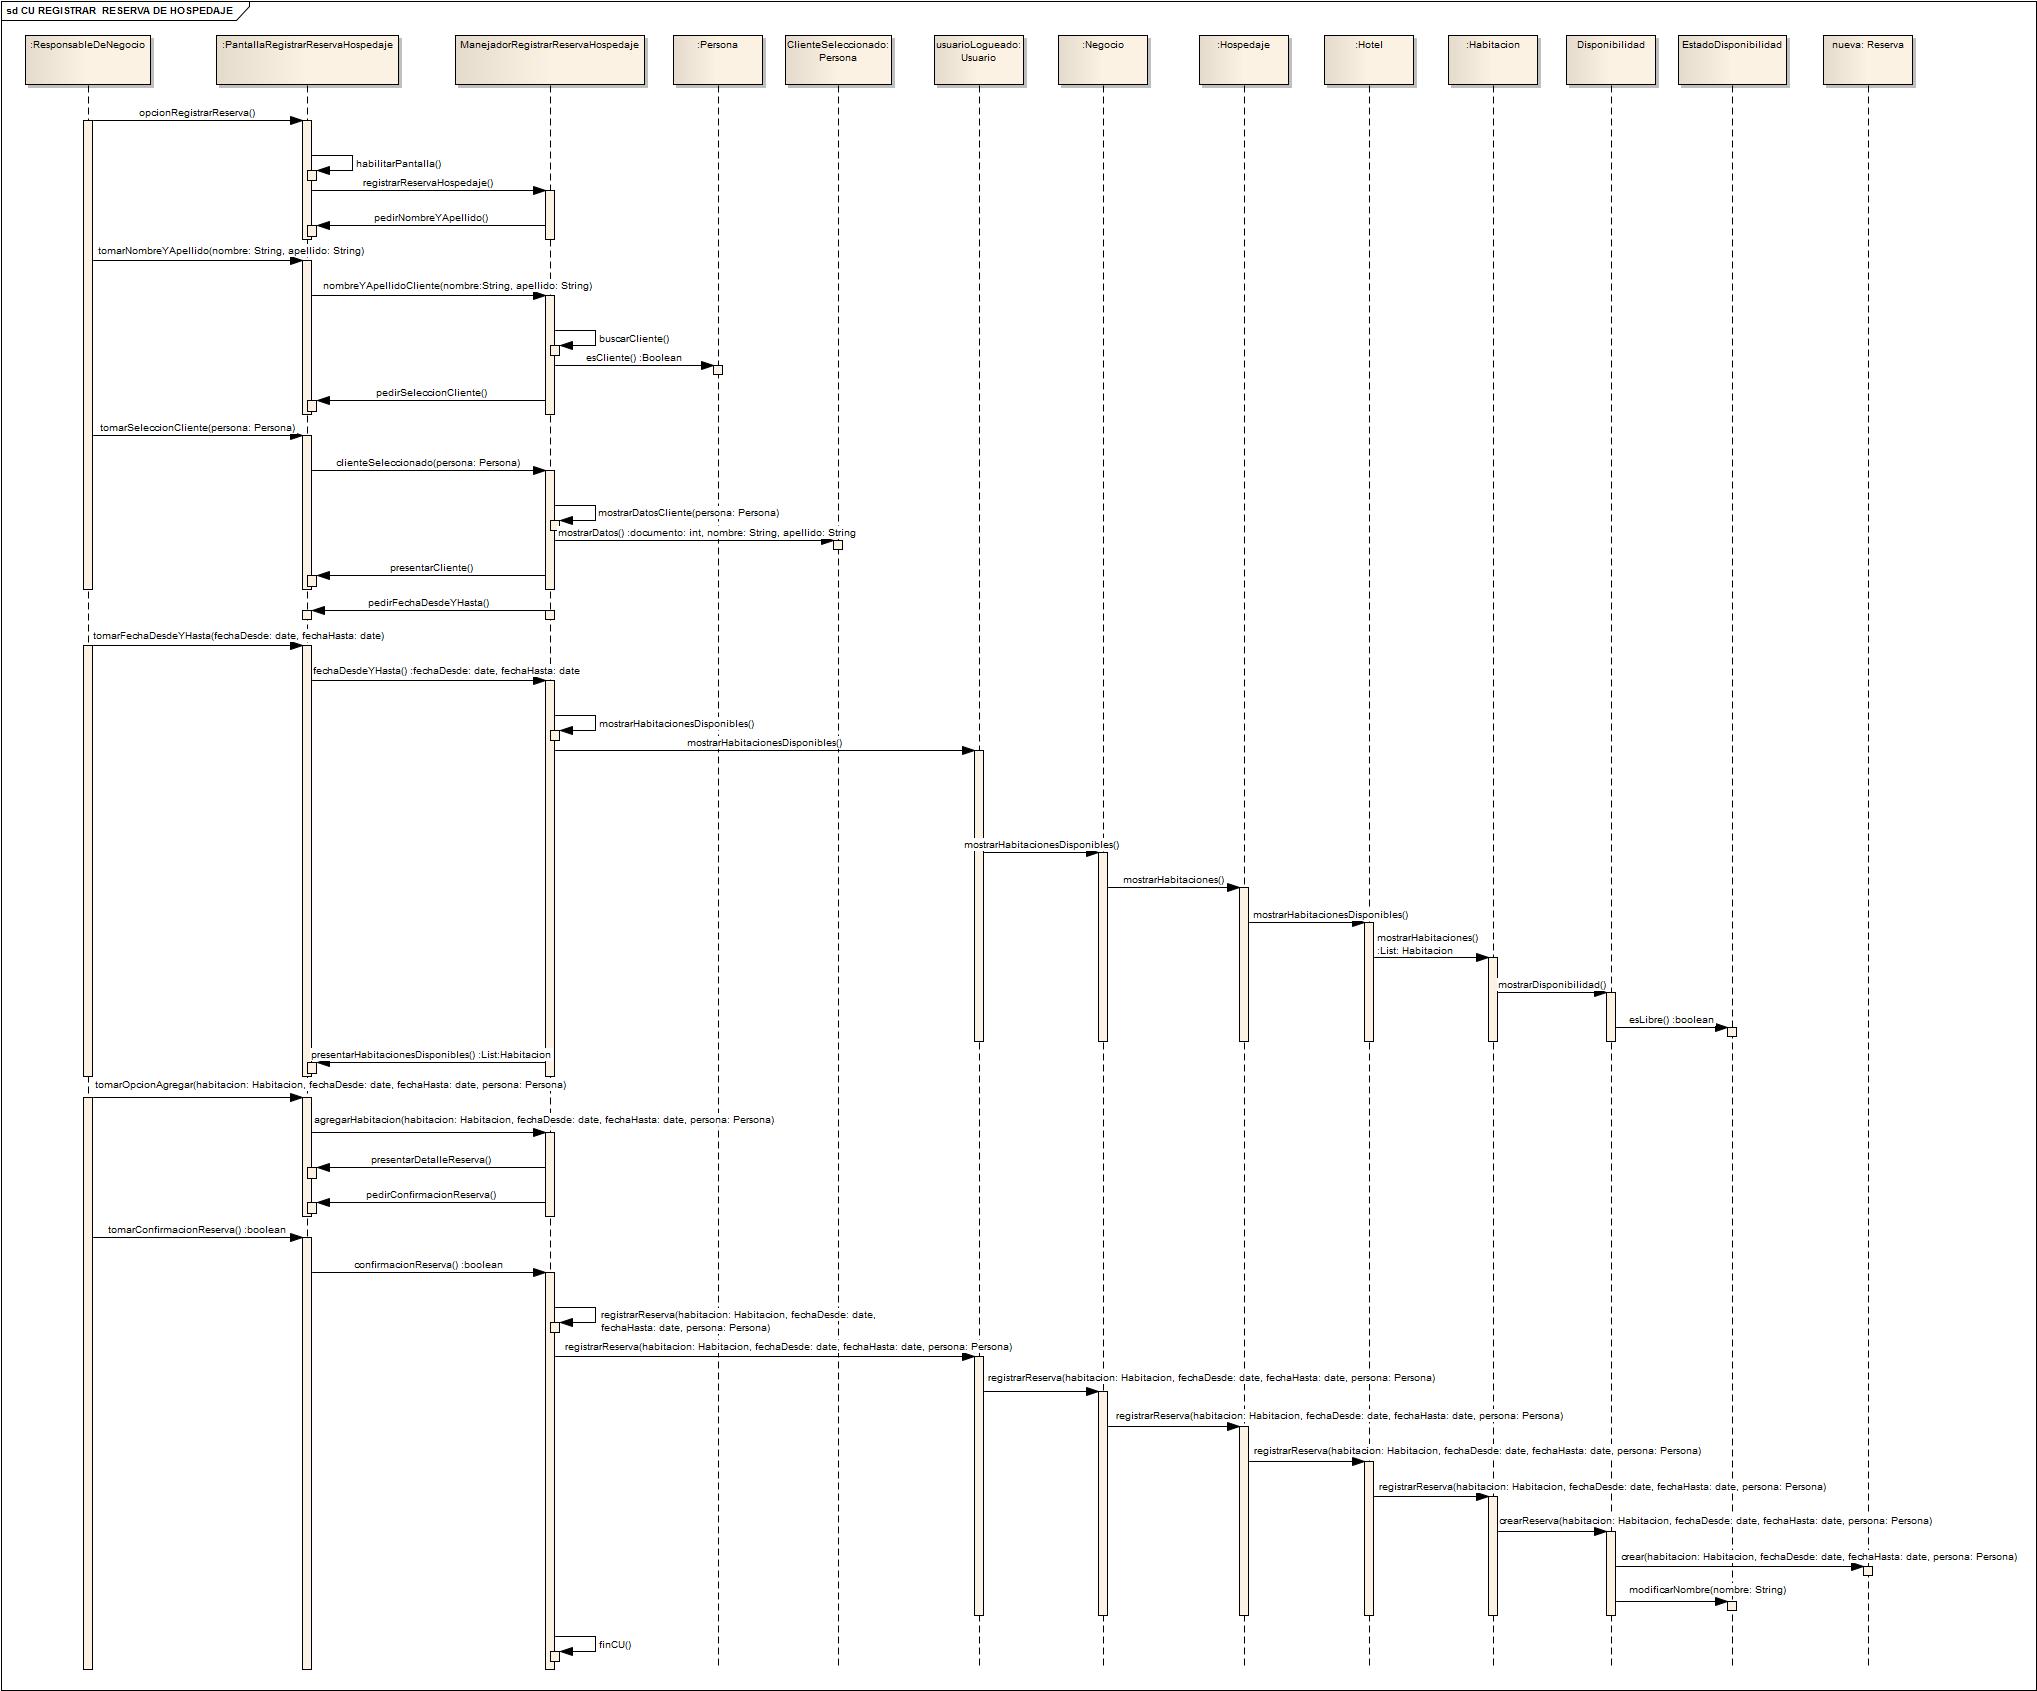 sd CU REGISTRAR  RESERVA DE HOSPEDAJE
:ResponsableDeNegocio
:PantallaRegistrarReservaHospedaje
ManejadorRegistrarReservaHospedaje
:Persona
ClienteSeleccionado:
Persona
usuarioLogueado:
Usuario
:Negocio
:Hospedaje
:Hotel
:Habitacion
Disponibilidad
EstadoDisponibilidad
nueva: Reserva
opcionRegistrarReserva()
habilitarPantalla()
registrarReservaHospedaje()
pedirNombreYApellido()
tomarNombreYApellido(nombre: String, apellido: String)
nombreYApellidoCliente(nombre:String, apellido: String)
buscarCliente()
esCliente() :Boolean
pedirSeleccionCliente()
tomarSeleccionCliente(persona: Persona)
clienteSeleccionado(persona: Persona)
mostrarDatosCliente(persona: Persona)
mostrarDatos() :documento: int, nombre: String, apellido: String
presentarCliente()
pedirFechaDesdeYHasta()
tomarFechaDesdeYHasta(fechaDesde: date, fechaHasta: date)
fechaDesdeYHasta() :fechaDesde: date, fechaHasta: date
mostrarHabitacionesDisponibles()
mostrarHabitacionesDisponibles()
mostrarHabitacionesDisponibles()
mostrarHabitaciones()
mostrarHabitacionesDisponibles()
mostrarHabitaciones()
:List: Habitacion
mostrarDisponibilidad()
esLibre() :boolean
presentarHabitacionesDisponibles() :List:Habitacion
tomarOpcionAgregar(habitacion: Habitacion, fechaDesde: date, fechaHasta: date, persona: Persona)
agregarHabitacion(habitacion: Habitacion, fechaDesde: date, fechaHasta: date, persona: Persona)
presentarDetalleReserva()
pedirConfirmacionReserva()
tomarConfirmacionReserva() :boolean
confirmacionReserva() :boolean
registrarReserva(habitacion: Habitacion, fechaDesde: date,
fechaHasta: date, persona: Persona)
registrarReserva(habitacion: Habitacion, fechaDesde: date, fechaHasta: date, persona: Persona)
registrarReserva(habitacion: Habitacion, fechaDesde: date, fechaHasta: date, persona: Persona)
registrarReserva(habitacion: Habitacion, fechaDesde: date, fechaHasta: date, persona: Persona)
registrarReserva(habitacion: Habitacion, fechaDesde: date, fechaHasta: date, persona: Persona)
registrarReserva(habitacion: Habitacion, fechaDesde: date, fechaHasta: date, persona: Persona)
crearReserva(habitacion: Habitacion, fechaDesde: date, fechaHasta: date, persona: Persona)
crear(habitacion: Habitacion, fechaDesde: date, fechaHasta: date, persona: Persona)
modificarNombre(nombre: String)
finCU()